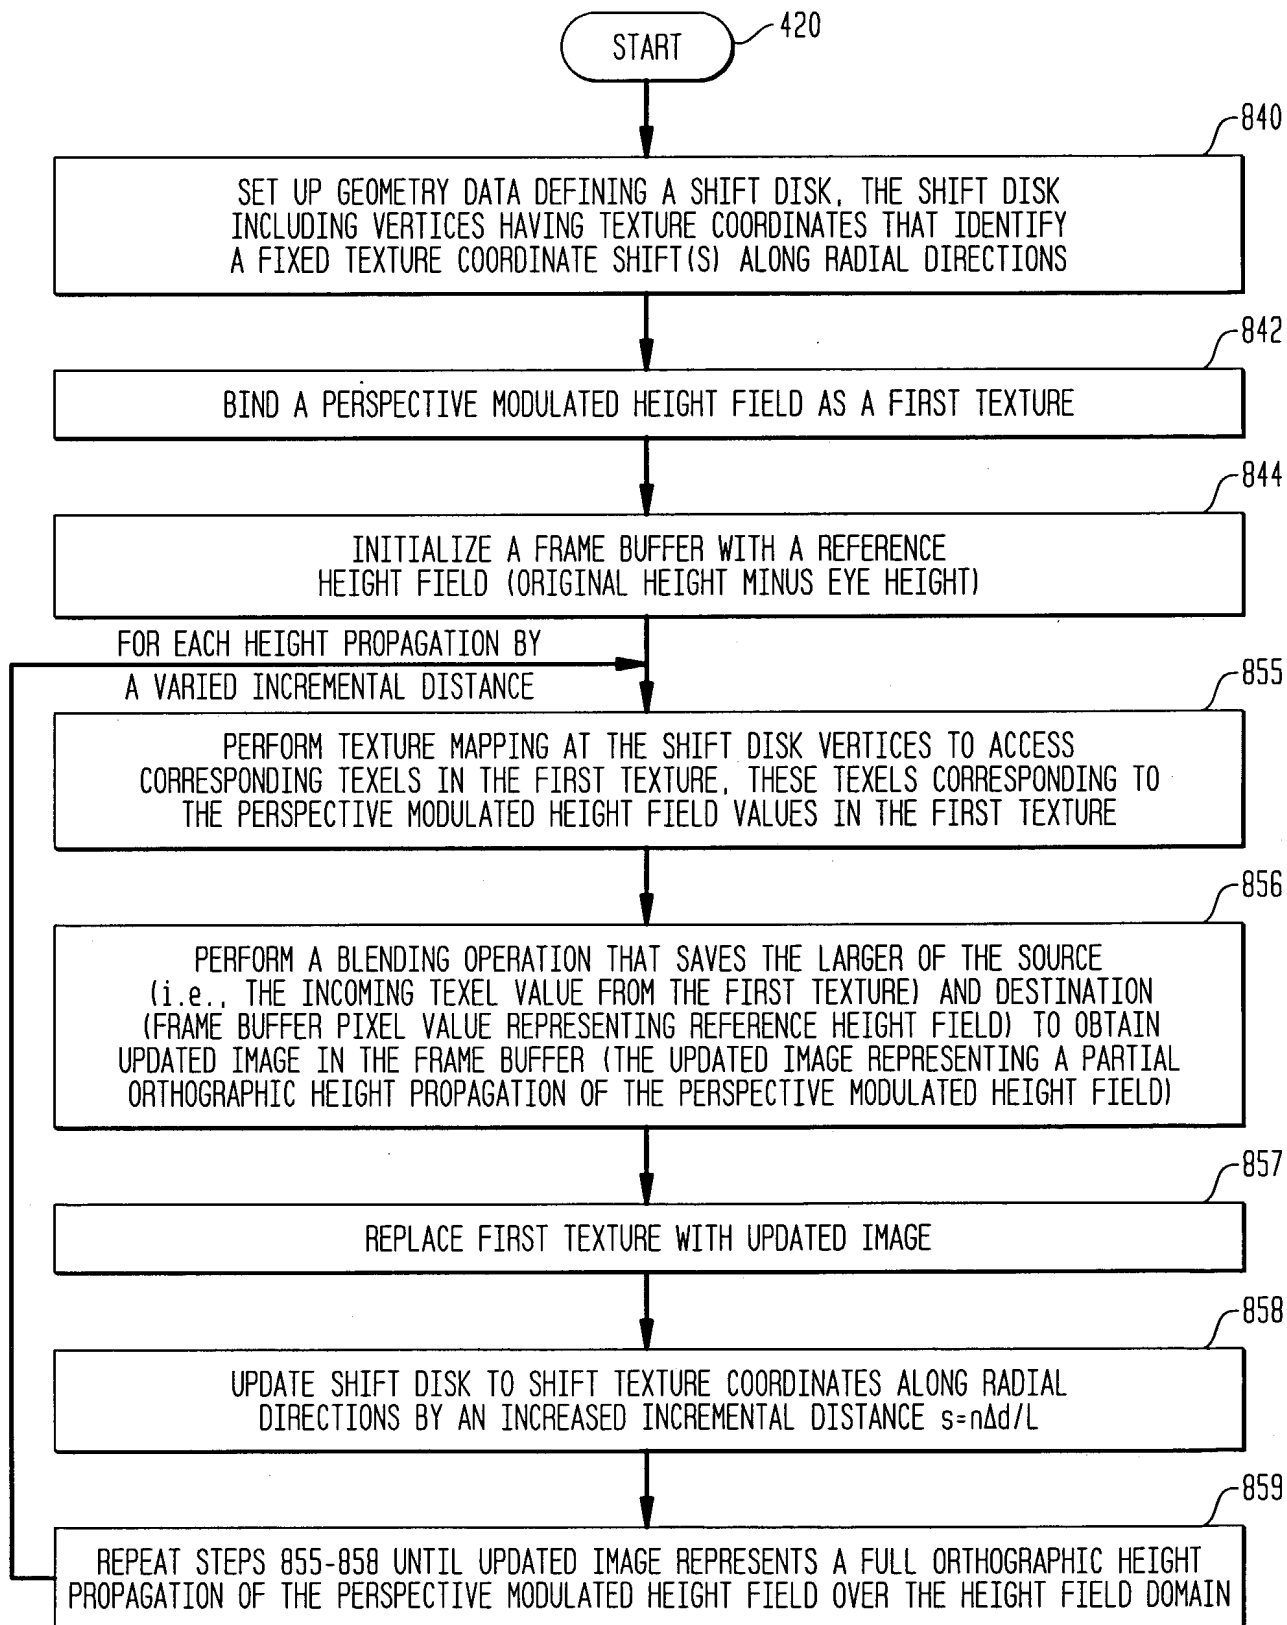 START
420
840
SET UP GEOMETRY DATA DEFINING A SHIFT DISK, THE SHIFT DISK
INCLUDING VERTICES HAVING TEXTURE COORDINATES THAT IDENTIFY
A FIXED TEXTURE COORDINATE SHIFT(S) ALONG RADIAL DIRECTIONS
842
BIND A PERSPECTIVE MODULATED HEIGHT FIELD AS A FIRST TEXTURE
844
INITIALIZE A FRAME BUFFER WITH A REFERENCE
HEIGHT FIELD (ORIGINAL HEIGHT MINUS EYE HEIGHT)
FOR EACH HEIGHT PROPAGATION BY
A VARIED INCREMENTAL DISTANCE
855
PERFORM TEXTURE MAPPING AT THE SHIFT DISK VERTICES TO ACCESS
CORRESPONDING TEXELS IN THE FIRST TEXTURE, THESE TEXELS CORRESPONDING TO
THE PERSPECTIVE MODULATED HEIGHT FIELD VALUES IN THE FIRST TEXTURE
856
PERFORM A BLENDING OPERATION THAT SAVES THE LARGER OF THE SOURCE
(i.e., THE INCOMING TEXEL VALUE FROM THE FIRST TEXTURE) AND DESTINATION
(FRAME BUFFER PIXEL VALUE REPRESENTING REFERENCE HEIGHT FIELD) TO OBTAIN
UPDATED IMAGE IN THE FRAME BUFFER (THE UPDATED IMAGE REPRESENTING A PARTIAL
ORTHOGRAPHIC HEIGHT PROPAGATION OF THE PERSPECTIVE MODULATED HEIGHT FIELD)
857
REPLACE FIRST TEXTURE WITH UPDATED IMAGE
858
UPDATE SHIFT DISK TO SHIFT TEXTURE COORDINATES ALONG RADIAL
DIRECTIONS BY AN INCREASED INCREMENTAL DISTANCE s=nΔd/L
859
REPEAT STEPS 855-858 UNTIL UPDATED IMAGE REPRESENTS A FULL ORTHOGRAPHIC HEIGHT
PROPAGATION OF THE PERSPECTIVE MODULATED HEIGHT FIELD OVER THE HEIGHT FIELD DOMAIN